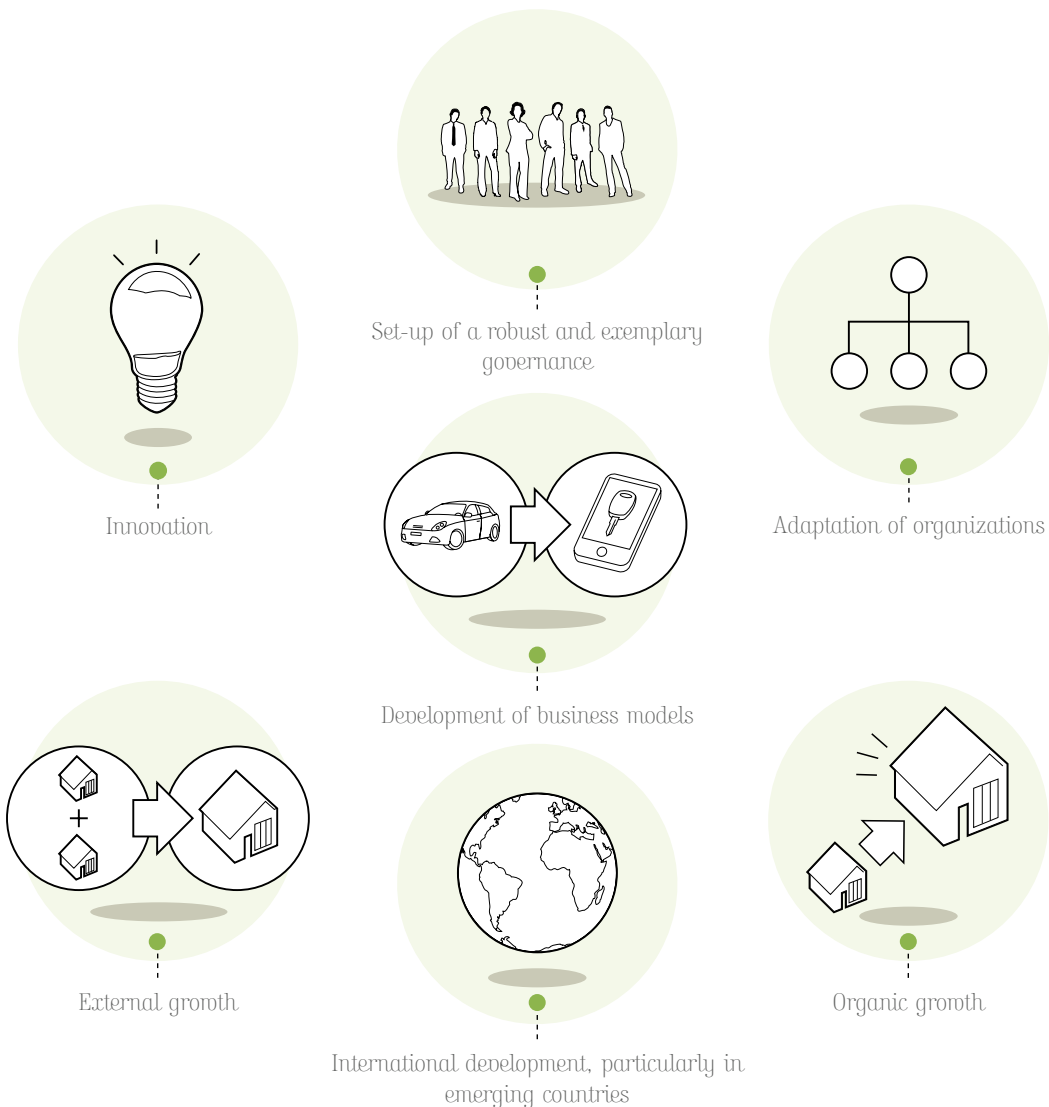 Set-up of a robust and exemplary
governance
Innovation
Adaptation of organizations
Development of business models
External growth
Organic growth
International development, particularly in
emerging countries